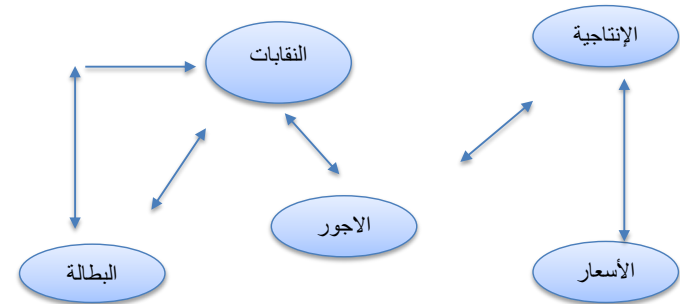 الإنتاجية
النقابات
الاجور
البطالة
الأسعار